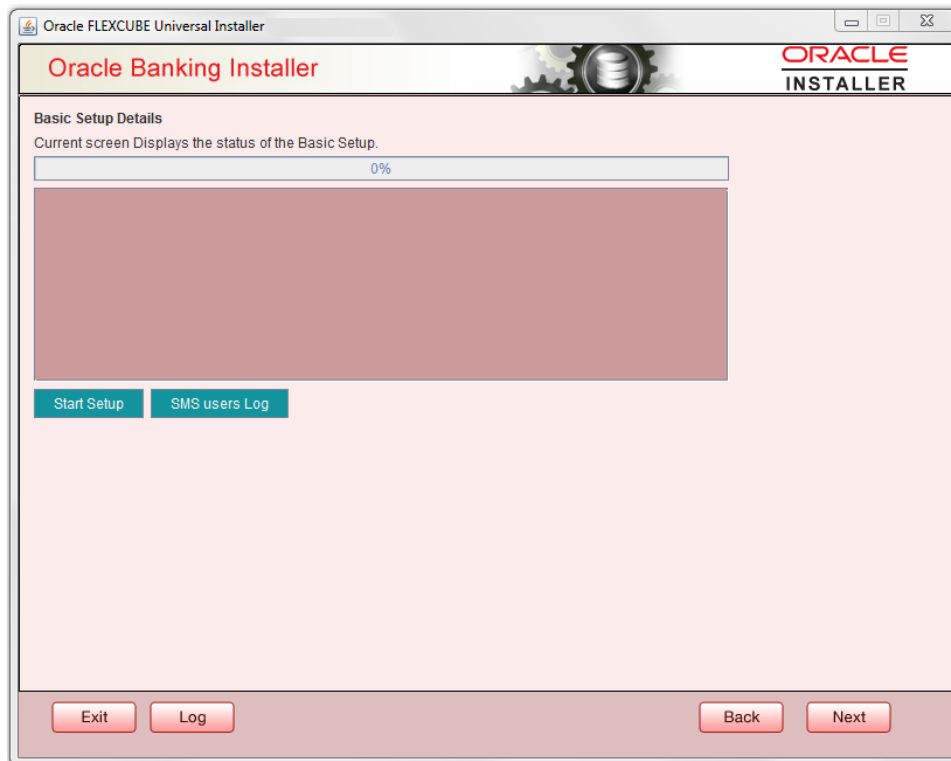 Oracle FLEXCUBE Universal Installer
Oracle Banking Installer
ORACLE
INSTALLER
Basic Setup Details
Current screen Displays the status of the Basic Setup.
0%
Start Setup SMS users Log
Exit Log Back Next